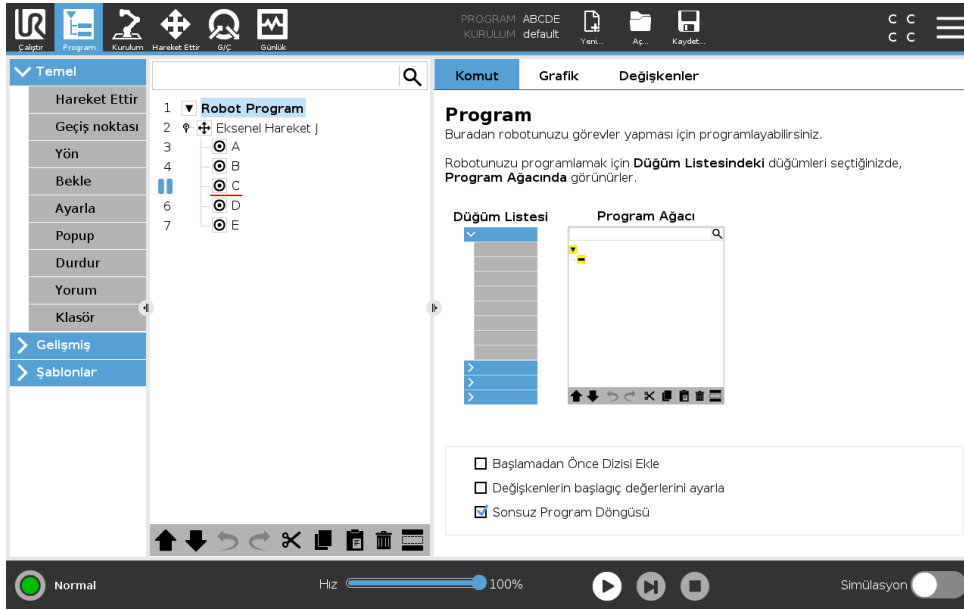 UR
PROGRAM ABCDE
KURULUM default
C C
C C
Çalıştır
Program
Kurulum
Hareket Ettir
G/Ç
Günlük
Yeni...
Aç...
Kaydet...
Temel
Hareket Ettir
Geçiş noktası
Yön
Bekle
Ayarla
Popup
Durdur
Yorum
Klasör
Gelişmiş
Şablonlar
1 Robot Program
2 Eksenel Hareket J
3 A
4 B
C
6 D
7 E
Komut Grafik Değişkenler
Program
Buradan robotunuzu görevler yapması için programlayabilirsiniz.
Robotunuzu programlamak için Düğüm Listesindeki düğümleri seçtiğinizde,
Program Ağacında görünürler.
Düğüm Listesi Program Ağacı
Başlamadan Önce Dizisi Ekle
Değişkenlerin başlagıç değerlerini ayarla
Sonsuz Program Döngüsü
Normal
Hız 100%
Simülasyon